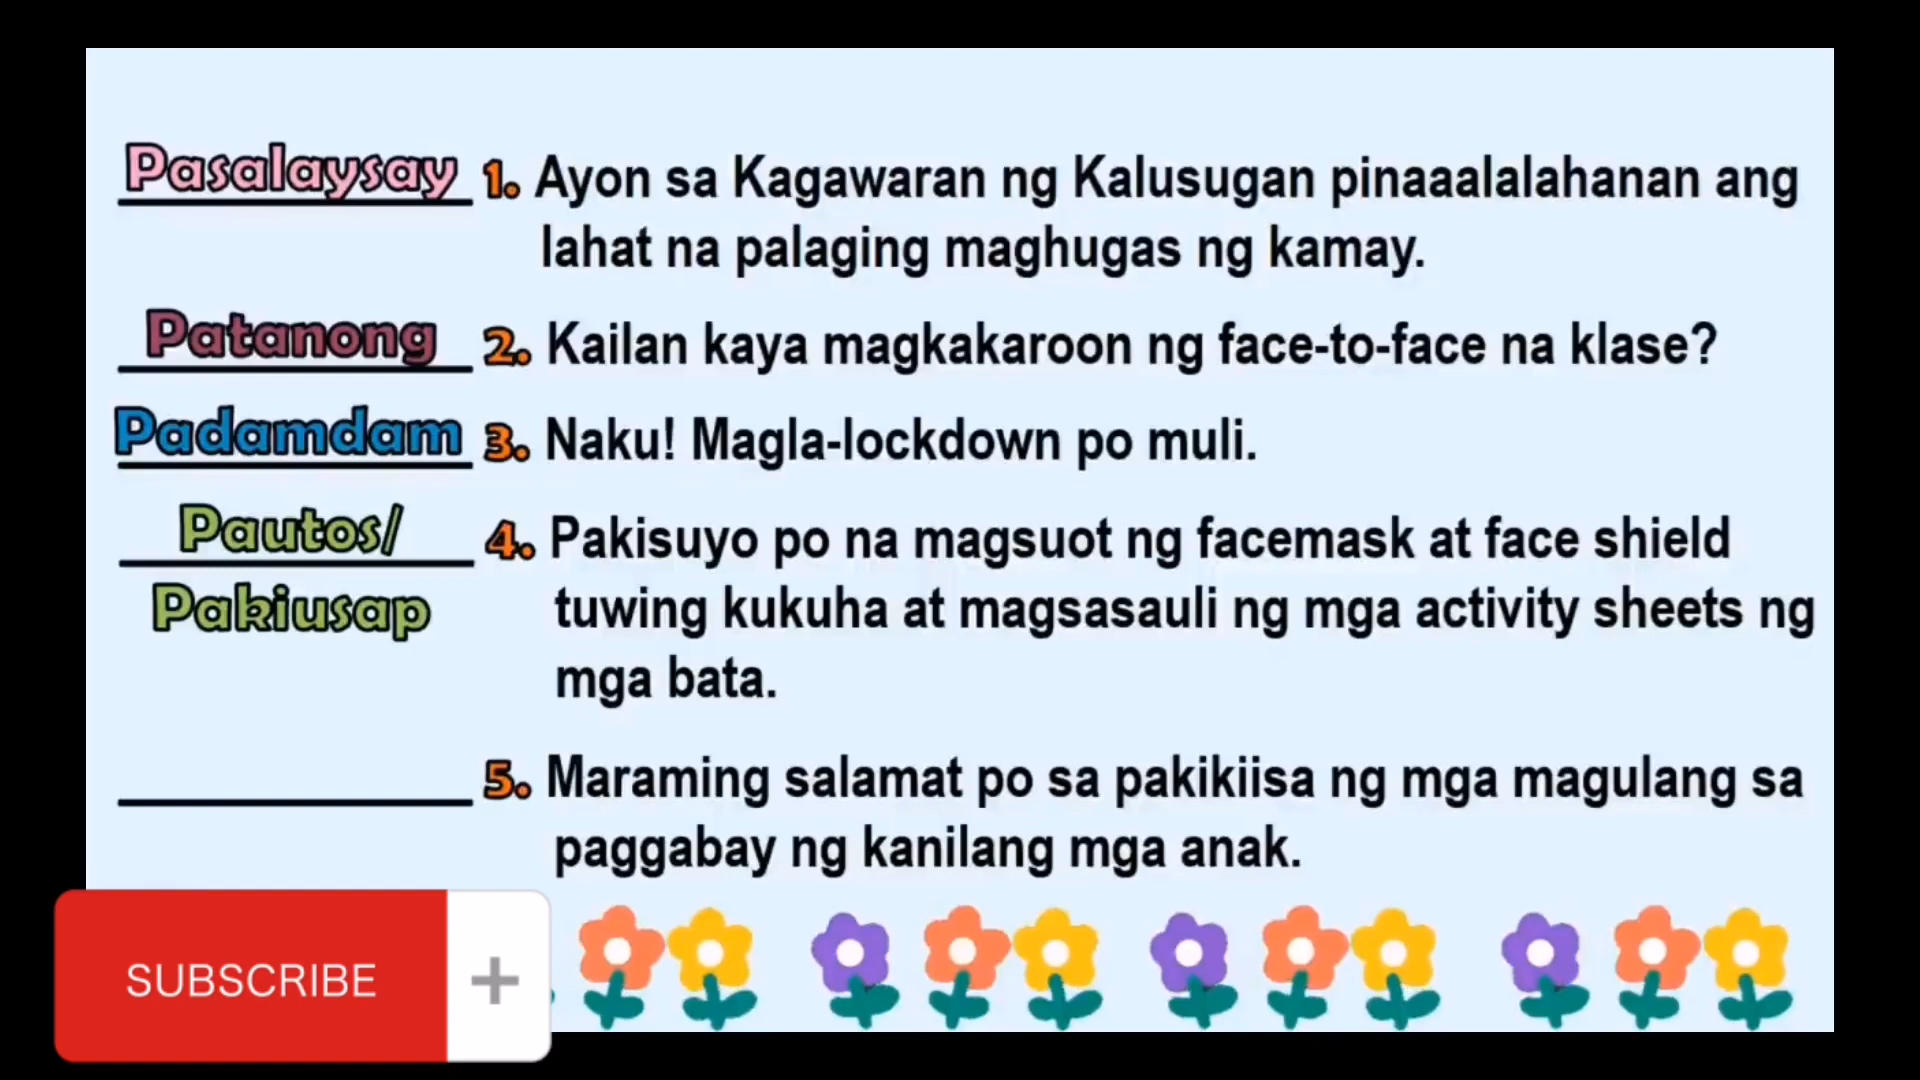 Pasalaysay 1. Ayon sa Kagawaran ng Kalusugan pinaaalalahanan ang
lahat na palaging maghugas ng kamay.
Patanong 2. Kailan kaya magkakaroon ng face-to-face na klase?
Padamdam 3. Naku! Magla-lockdown po muli.
Pautos/ 4. Pakisuyo po na magsuot ng facemask at face shield
Pakiusap tuwing kukuha at magsasauli ng mga activity sheets ng
mga bata.
5. Maraming salamat po sa pakikiisa ng mga magulang sa
paggabay ng kanilang mga anak.
SUBSCRIBE +